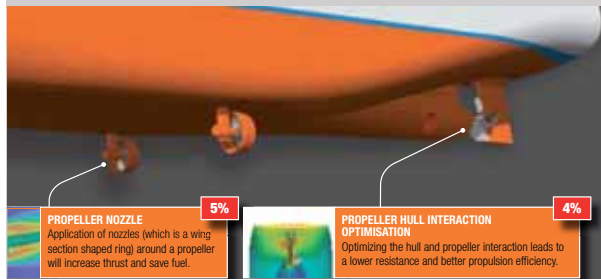 5%
PROPELLER NOZZLE
Application of nozzles (which is a wing
section shaped ring) around a propeller
will increase thrust and save fuel.
4%
PROPELLER HULL INTERACTION
OPTIMISATION
Optimizing the hull and propeller interaction leads to
a lower resistance and better propulsion efficiency.